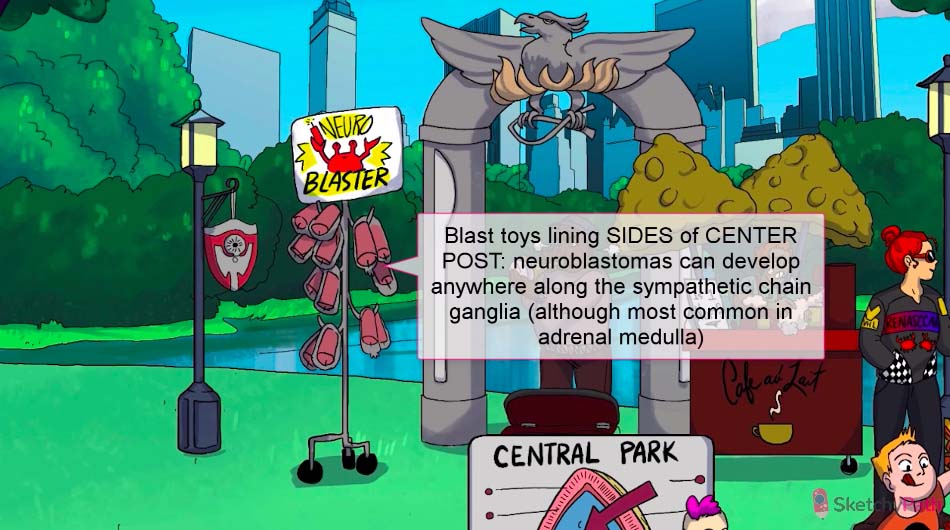 NEURO
BLASTER
Blast toys lining SIDES of CENTER
POST: neuroblastomas can develop
anywhere along the sympathetic chain
ganglia (although most common in
adrenal medulla)
Cafe au Lait
CENTRAL PARK